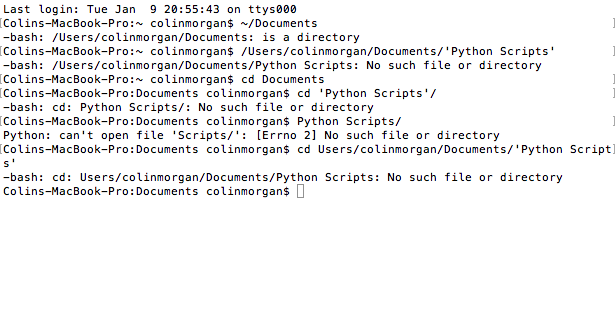 Last login: Tue Jan  9 20:55:43 on ttys000
[Colins-MacBook-Pro:~ colinmorgan$ ~/Documents                                  ]
-bash: /Users/colinmorgan/Documents: is a directory
[Colins-MacBook-Pro:~ colinmorgan$ /Users/colinmorgan/Documents/'Python Scripts' ]
-bash: /Users/colinmorgan/Documents/Python Scripts: No such file or directory
[Colins-MacBook-Pro:~ colinmorgan$ cd Documents                                 ]
[Colins-MacBook-Pro:Documents colinmorgan$ cd 'Python Scripts'/                 ]
-bash: cd: Python Scripts/: No such file or directory
[Colins-MacBook-Pro:Documents colinmorgan$ Python Scripts/                      ]
Python: can't open file 'Scripts/': [Errno 2] No such file or directory
[Colins-MacBook-Pro:Documents colinmorgan$ cd Users/colinmorgan/Documents/'Python Script]
s'
-bash: cd: Users/colinmorgan/Documents/Python Scripts: No such file or directory
Colins-MacBook-Pro:Documents colinmorgan$